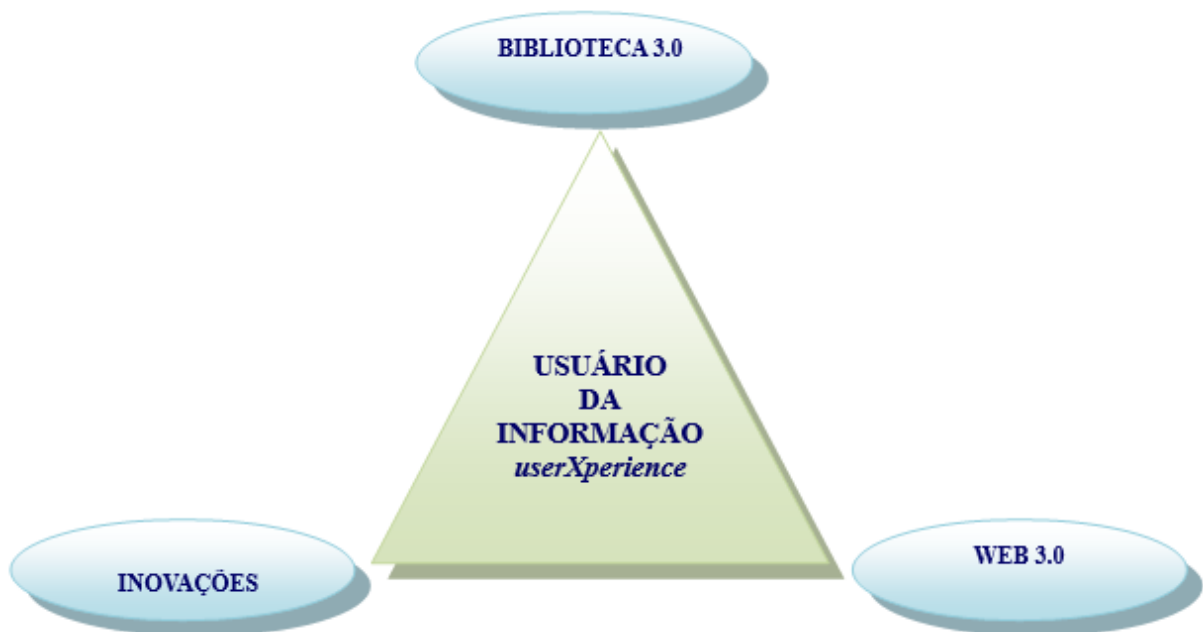 BIBLIOTECA 3.0
USUÁRIO
DA
INFORMAÇÃO
userXperience
INOVAÇÕES
WEB 3.0